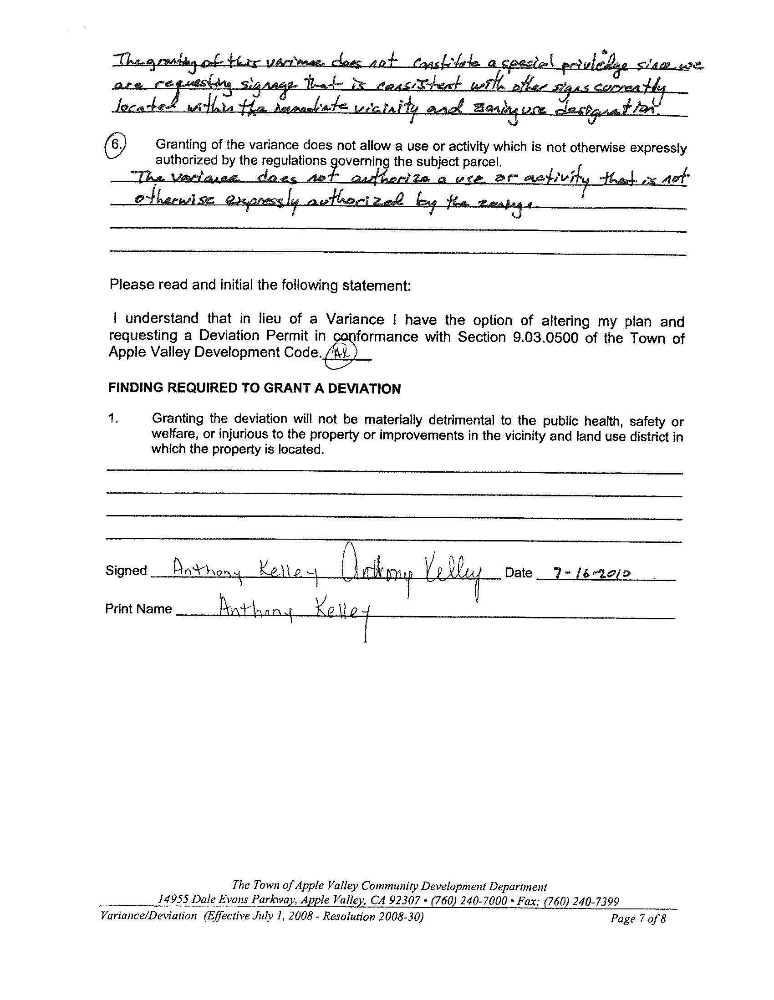 The granting of this variance does not constitute a special privledge since we
are requesting signage that is consistent with other signs currently
located within the immediate vicinity and zoning use designation.
6. Granting of the variance does not allow a use or activity which is not otherwise expressly
authorized by the regulations governing the subject parcel.
The variance does not authorize a use or activity that is not
otherwise expressly authorized by the zoning.
Please read and initial the following statement:
I understand that in lieu of a Variance I have the option of altering my plan and
requesting a Deviation Permit in conformance with Section 9.03.0500 of the Town of
Apple Valley Development Code. AK
FINDING REQUIRED TO GRANT A DEVIATION
1. Granting the deviation will not be materially detrimental to the public health, safety or
welfare, or injurious to the property or improvements in the vicinity and land use district in
which the property is located.
Signed Anthony Kelley Anthony Kelley Date 7-16-2010
Print Name Anthony Kelley
The Town of Apple Valley Community Development Department
14955 Dale Evans Parkway, Apple Valley, CA 92307 • (760) 240-7000 • Fax: (760) 240-7399
Variance/Deviation (Effective July 1, 2008 - Resolution 2008-30) Page 7 of 8